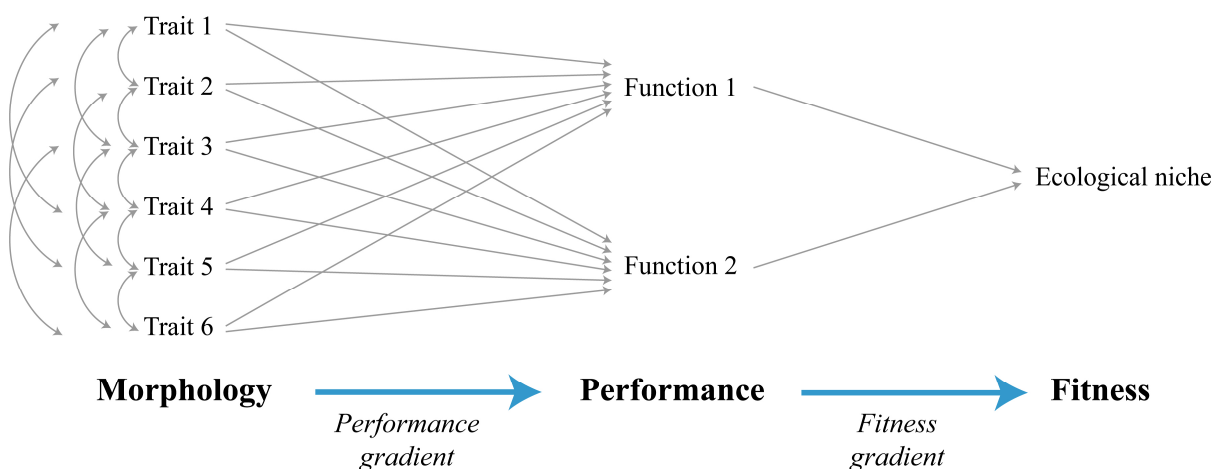 Trait 1
Trait 2
Trait 3
Trait 4
Trait 5
Trait 6
Function 1
Function 2
Ecological niche
Morphology
Performance
gradient
Performance
Fitness
gradient
Fitness